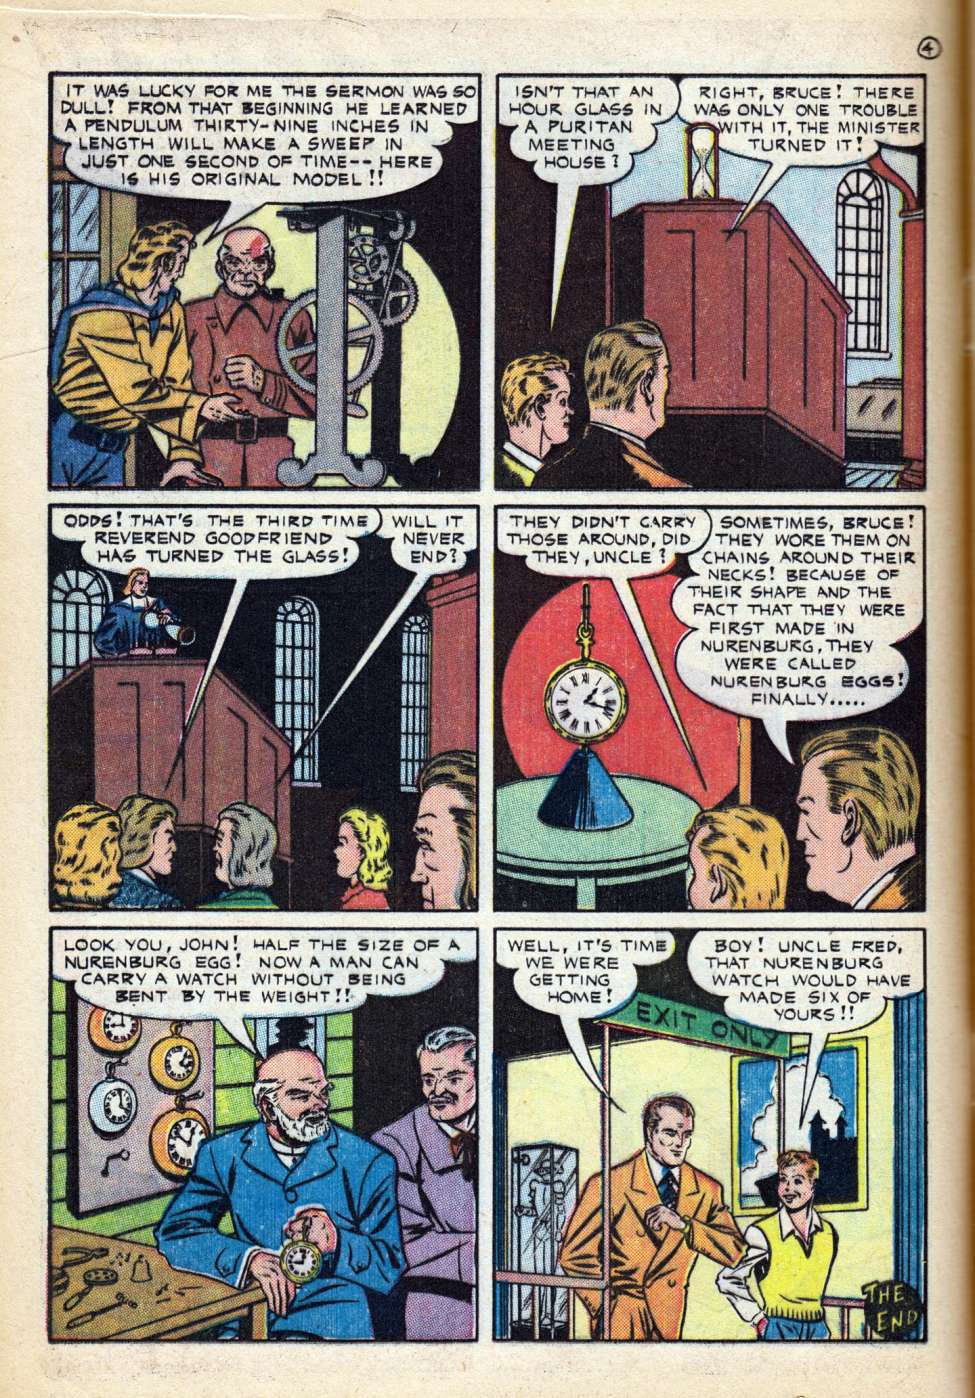 4
IT WAS LUCKY FOR ME THE SERMON WAS SO
DULL! FROM THAT BEGINNING HE LEARNED
A PENDULUM THIRTY-NINE INCHES IN
LENGTH WILL MAKE A SWEEP IN
JUST ONE SECOND OF TIME-- HERE
IS HIS ORIGINAL MODEL!!
ISN'T THAT AN
HOUR GLASS IN
A PURITAN
MEETING
HOUSE?
RIGHT, BRUCE! THERE
WAS ONLY ONE TROUBLE
WITH IT, THE MINISTER
TURNED IT!
ODDS! THAT'S THE THIRD TIME
REVEREND GOODFRIEND
HAS TURNED THE GLASS!
WILL IT
NEVER
END?
THEY DIDN'T CARRY
THOSE AROUND, DID
THEY, UNCLE?
SOMETIMES, BRUCE!
THEY WORE THEM ON
CHAINS AROUND THEIR
NECKS! BECAUSE OF
THEIR SHAPE AND THE
FACT THAT THEY WERE
FIRST MADE IN
NURENBURG, THEY
WERE CALLED
NURENBURG EGGS!
FINALLY.....
LOOK YOU, JOHN! HALF THE SIZE OF A
NURENBURG EGG! NOW A MAN CAN
CARRY A WATCH WITHOUT BEING
BENT BY THE WEIGHT!!
WELL, IT'S TIME
WE WERE
GETTING
HOME!
BOY! UNCLE FRED,
THAT NURENBURG
WATCH WOULD HAVE
MADE SIX OF
YOURS!!
EXIT ONLY
THE
END